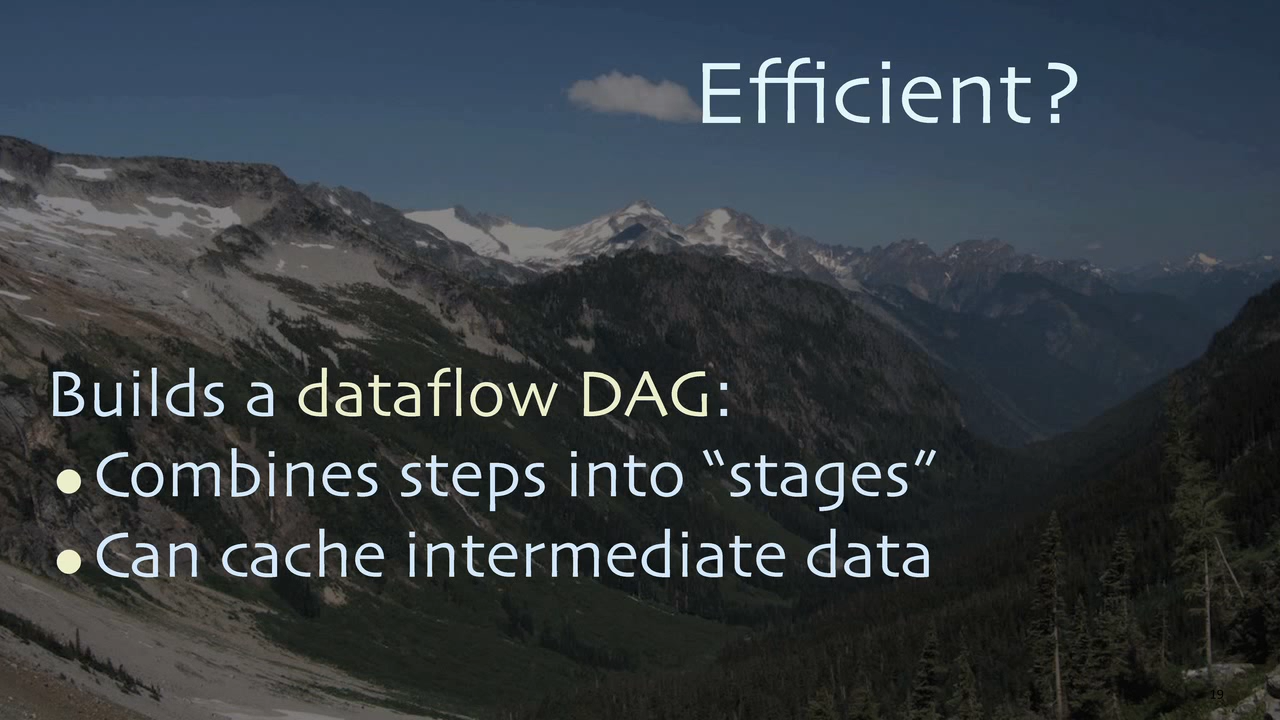 Efficient?
Builds a dataflow DAG:
• Combines steps into “stages”
• Can cache intermediate data
19